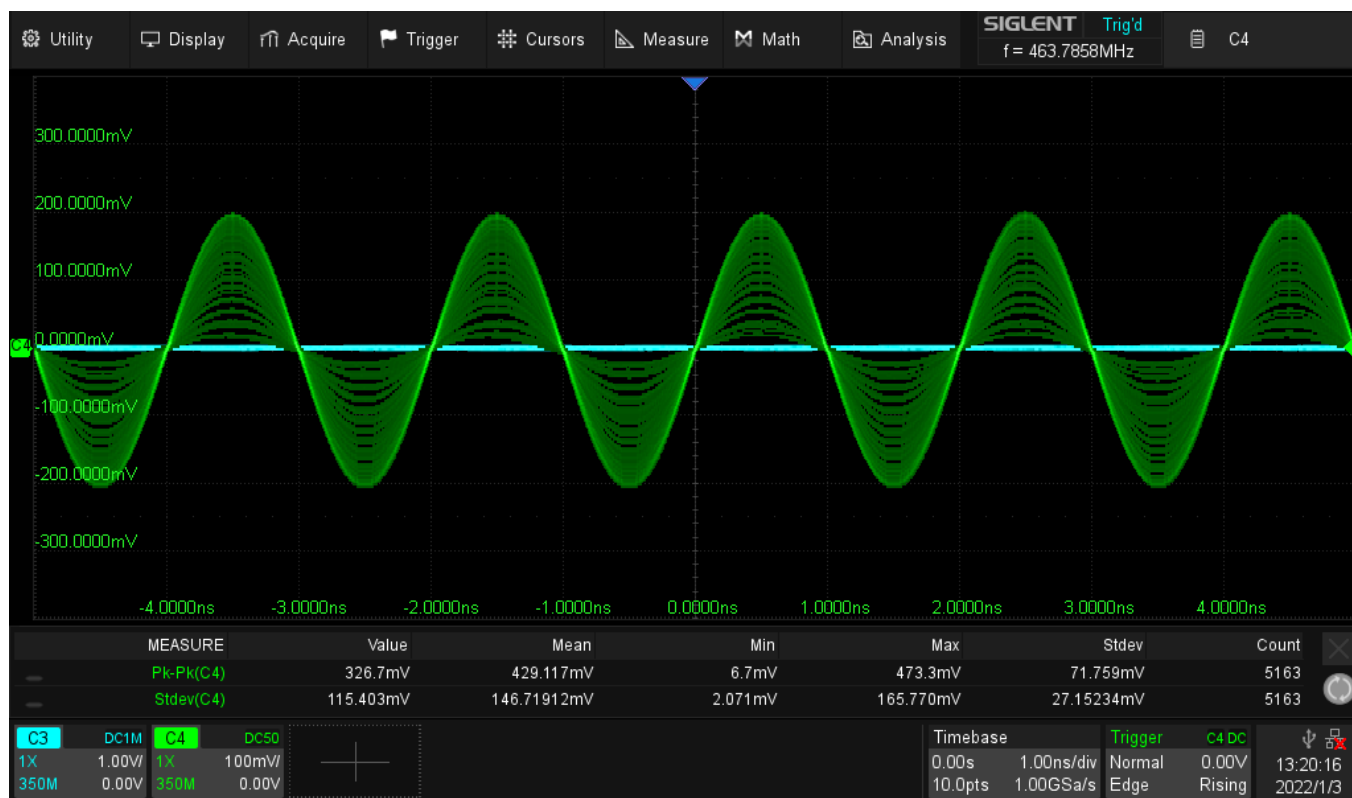 Utility Display Acquire Trigger Cursors Measure Math Analysis SIGLENT Trig'd C4
f = 463.7858MHz
300.0000mV
200.0000mV
100.0000mV
C4 0.0000mV
-100.0000mV
-200.0000mV
-300.0000mV
-4.0000ns -3.0000ns -2.0000ns -1.0000ns 0.0000ns 1.0000ns 2.0000ns 3.0000ns 4.0000ns
MEASURE Value Mean Min Max Stdev Count
Pk-Pk(C4) 326.7mV 429.117mV 6.7mV 473.3mV 71.759mV 5163
Stdev(C4) 115.403mV 146.71912mV 2.071mV 165.770mV 27.15234mV 5163
C3 DC1M C4 DC50 Timebase Trigger C4 DC
1X 1.00V/ 1X 100mV/ 0.00s 1.00ns/div Normal 0.00V 13:20:16
350M 0.00V 350M 0.00V 10.0pts 1.00GSa/s Edge Rising 2022/1/3